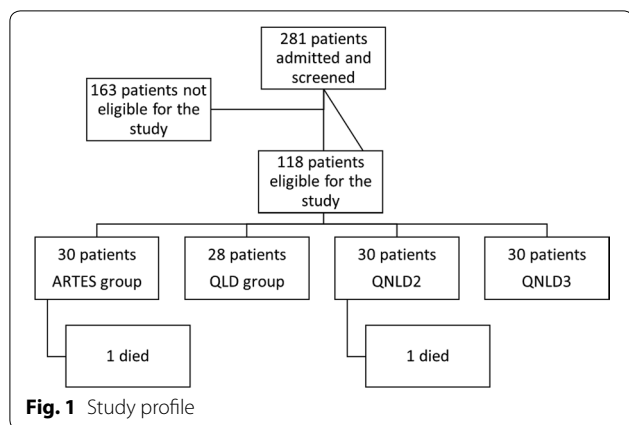 281 patients
admitted and
screened
163 patients not
eligible for the
study
118 patients
eligible for the
study
30 patients
ARTES group
28 patients
QLD group
30 patients
QNLD2
30 patients
QNLD3
1 died
1 died
Fig. 1 Study profile